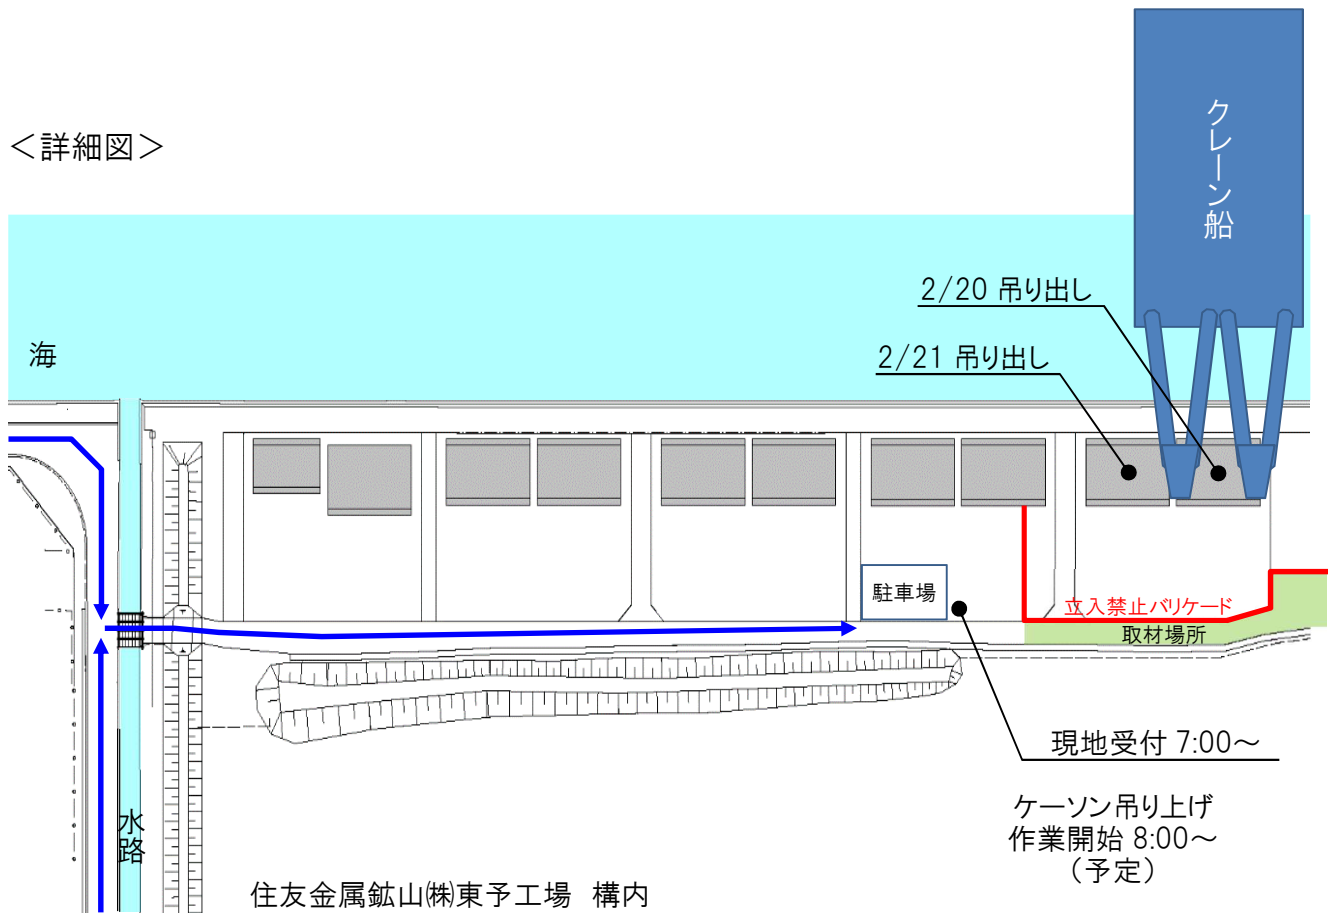 ＜詳細図＞
クレーン船
2/20 吊り出し
2/21 吊り出し
海
駐車場
立入禁止バリケード
取材場所
現地受付 7:00～
ケーソン吊り上げ
作業開始 8:00～
（予定）
水路
住友金属鉱山㈱東予工場 構内